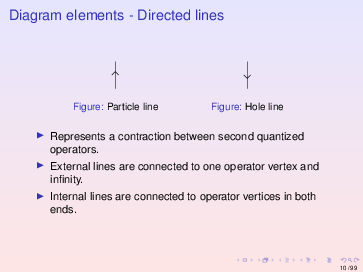 Diagram elements - Directed lines
Figure: Particle line
Figure: Hole line
Represents a contraction between second quantized
operators.
External lines are connected to one operator vertex and
infinity.
Internal lines are connected to operator vertices in both
ends.
10 / 99